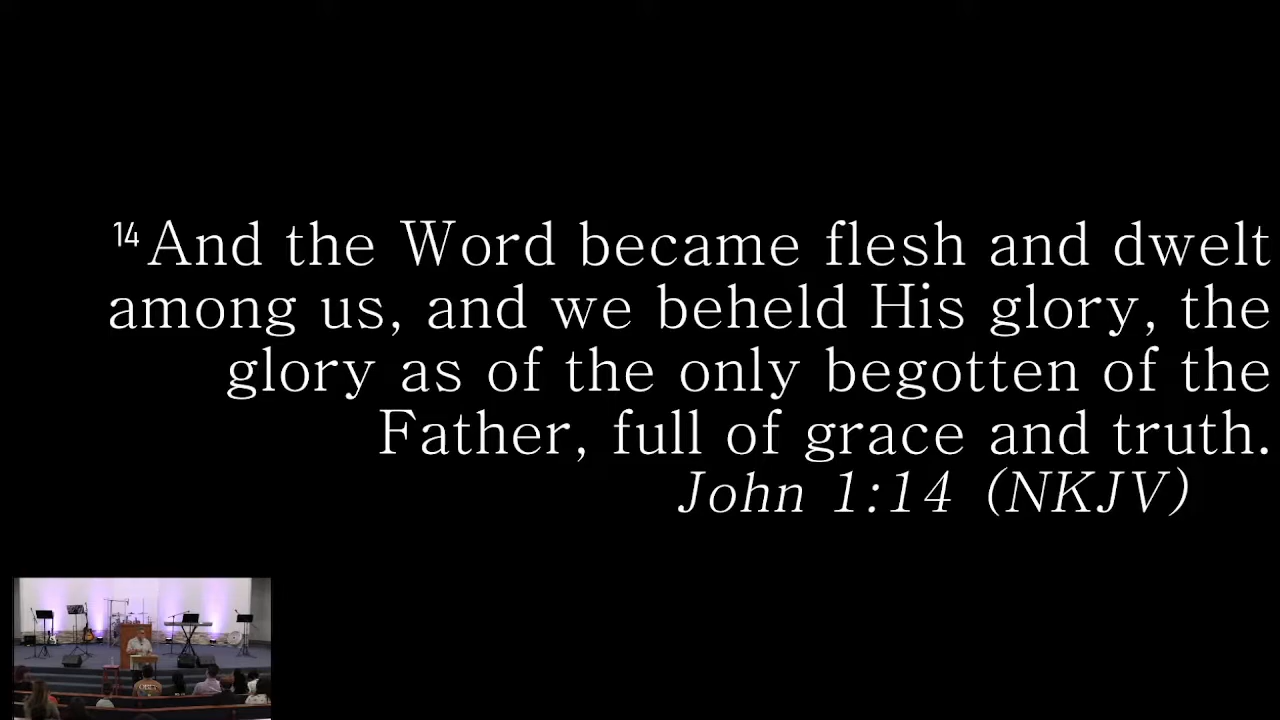 14And the Word became flesh and dwelt
among us, and we beheld His glory, the
glory as of the only begotten of the
Father, full of grace and truth.
John 1:14 (NKJV)